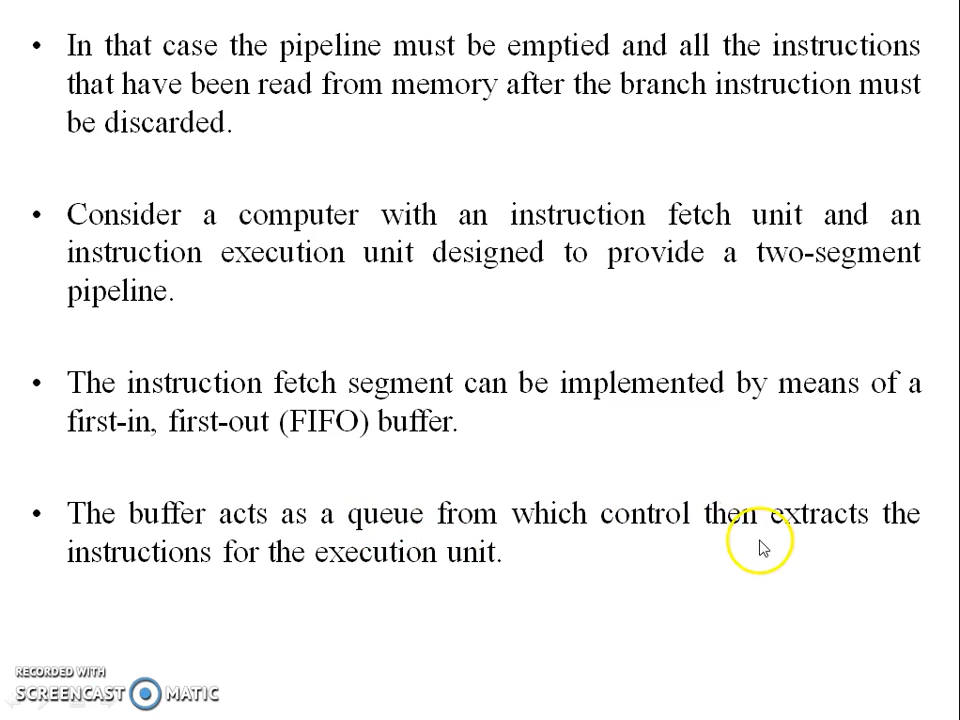 • In that case the pipeline must be emptied and all the instructions
that have been read from memory after the branch instruction must
be discarded.
• Consider a computer with an instruction fetch unit and an
instruction execution unit designed to provide a two-segment
pipeline.
• The instruction fetch segment can be implemented by means of a
first-in, first-out (FIFO) buffer.
• The buffer acts as a queue from which control then extracts the
instructions for the execution unit.
RECORDED WITH
SCREENCAST MATIC